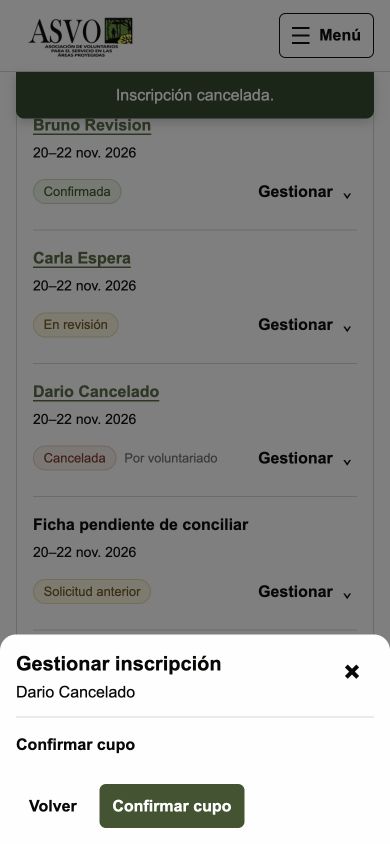 ASVO
ASOCIACIÓN DE VOLUNTARIOS
PARA EL SERVICIO EN LAS
ÁREAS PROTEGIDAS
Menú
Inscripción cancelada.
Bruno Revision
20–22 nov. 2026
Confirmada
Gestionar
Carla Espera
20–22 nov. 2026
En revisión
Gestionar
Dario Cancelado
20–22 nov. 2026
Cancelada Por voluntariado
Gestionar
Ficha pendiente de conciliar
20–22 nov. 2026
Solicitud anterior
Gestionar
Gestionar inscripción
Dario Cancelado
Confirmar cupo
Volver
Confirmar cupo